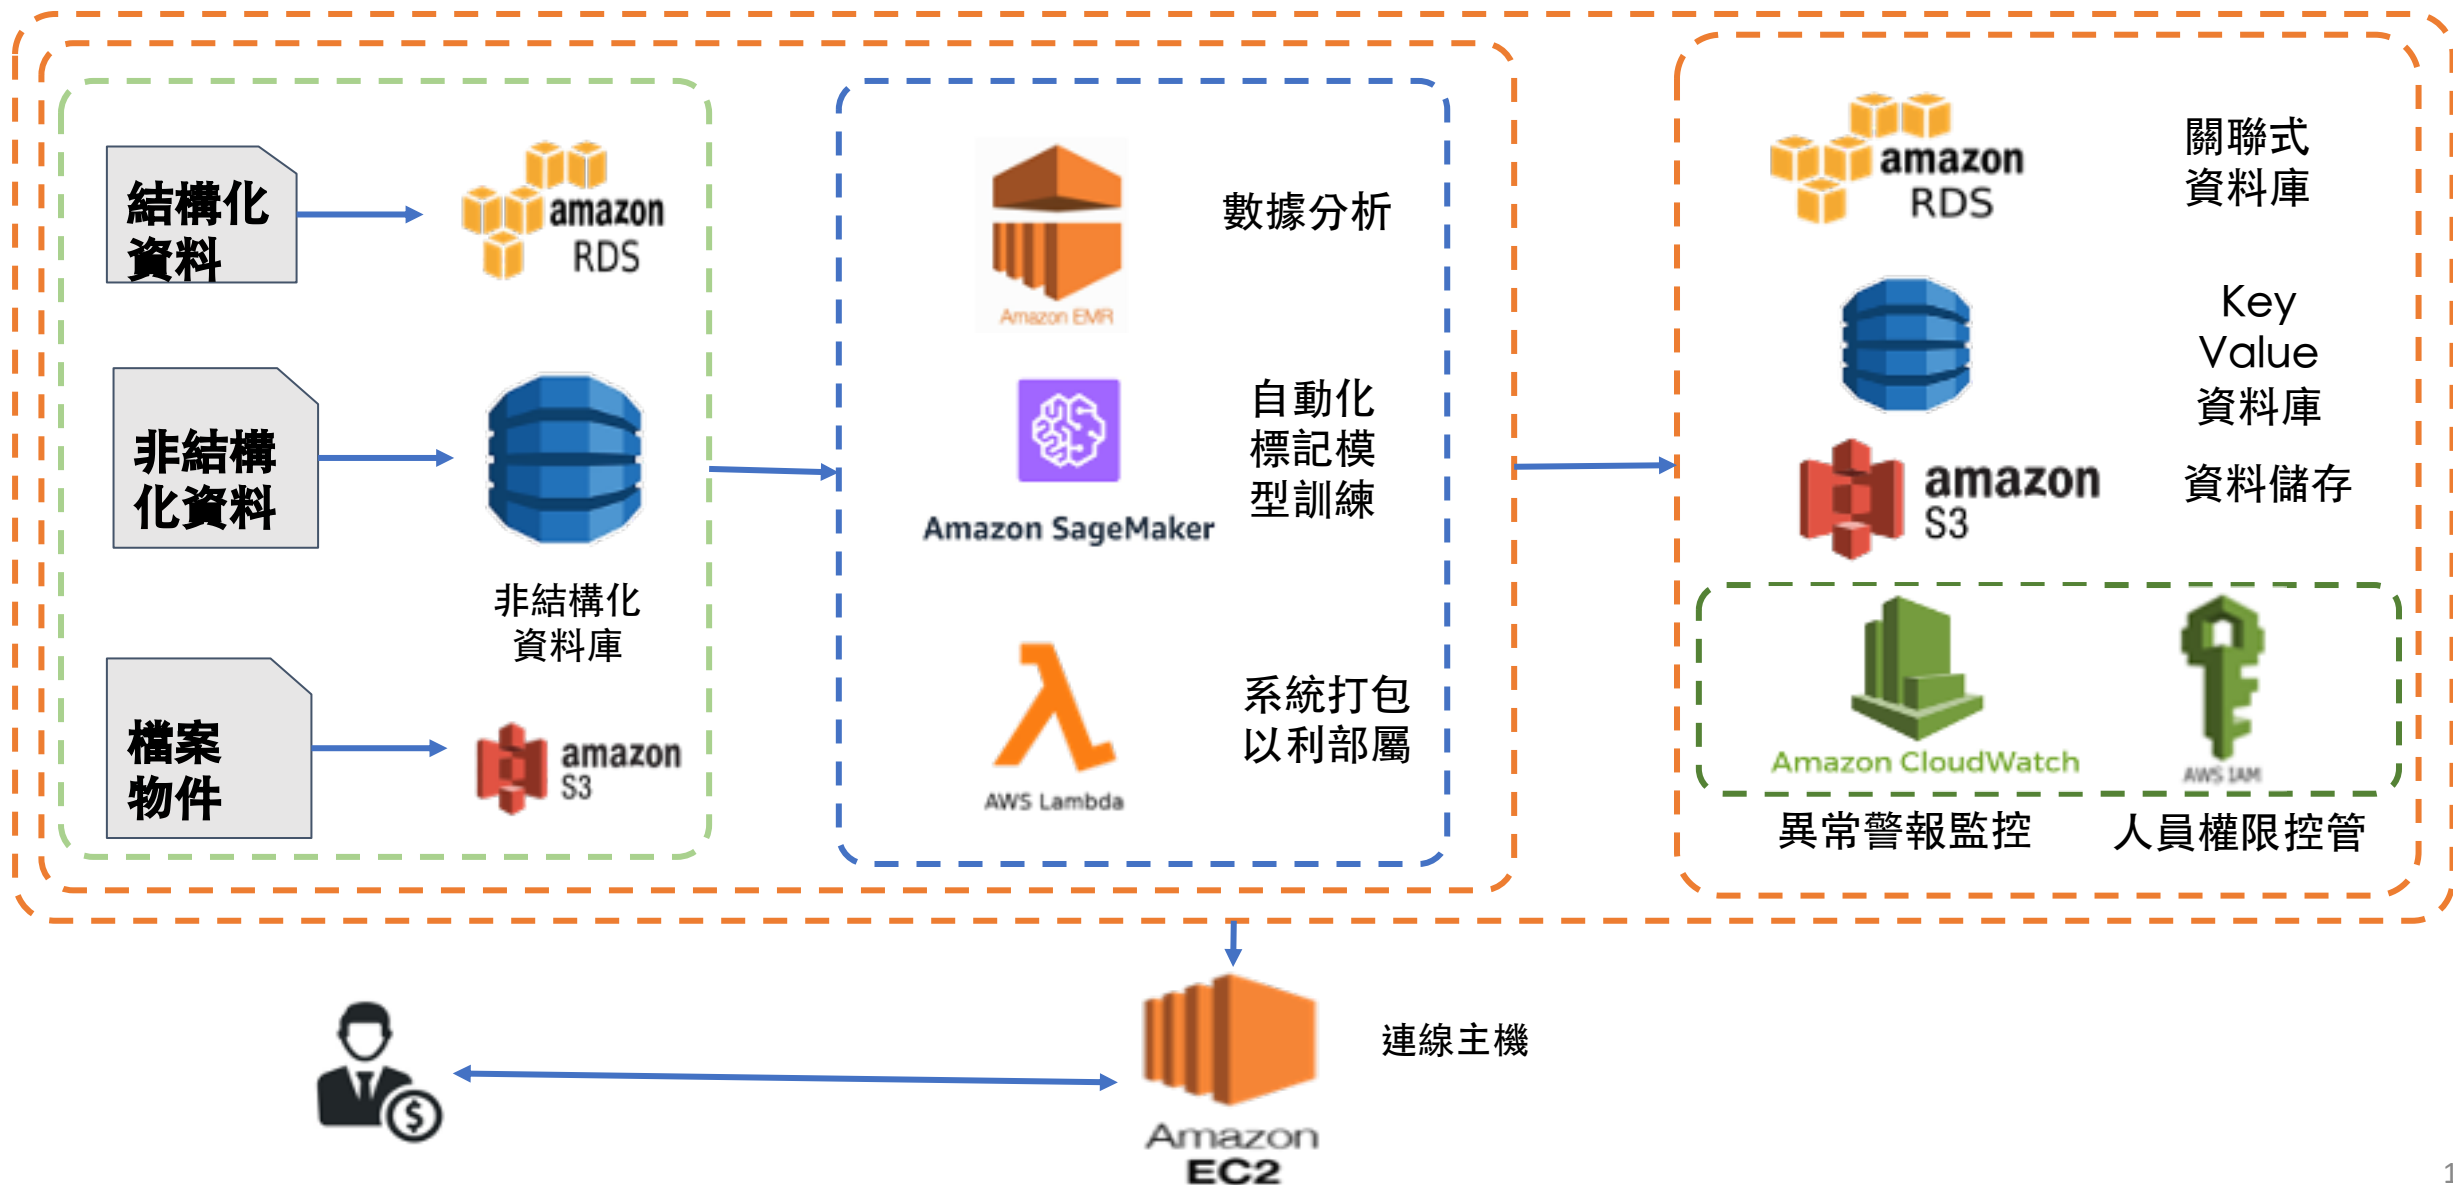 結構化
資料
amazon
RDS
非結構
化資料
非結構化
資料庫
檔案
物件
amazon
S3
Amazon EMR
數據分析
Amazon SageMaker
自動化
標記模
型訓練
AWS Lambda
系統打包
以利部屬
amazon
RDS
關聯式
資料庫
Key
Value
資料庫
amazon
S3
資料儲存
Amazon CloudWatch
AWS IAM
異常警報監控
人員權限控管
$
Amazon
EC2
連線主機
1